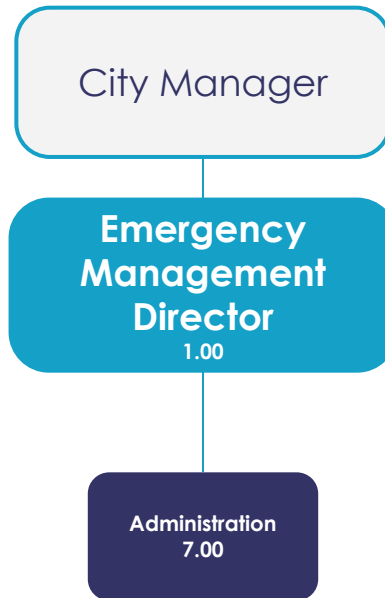 City Manager
Emergency
Management
Director
1.00
Administration
7.00